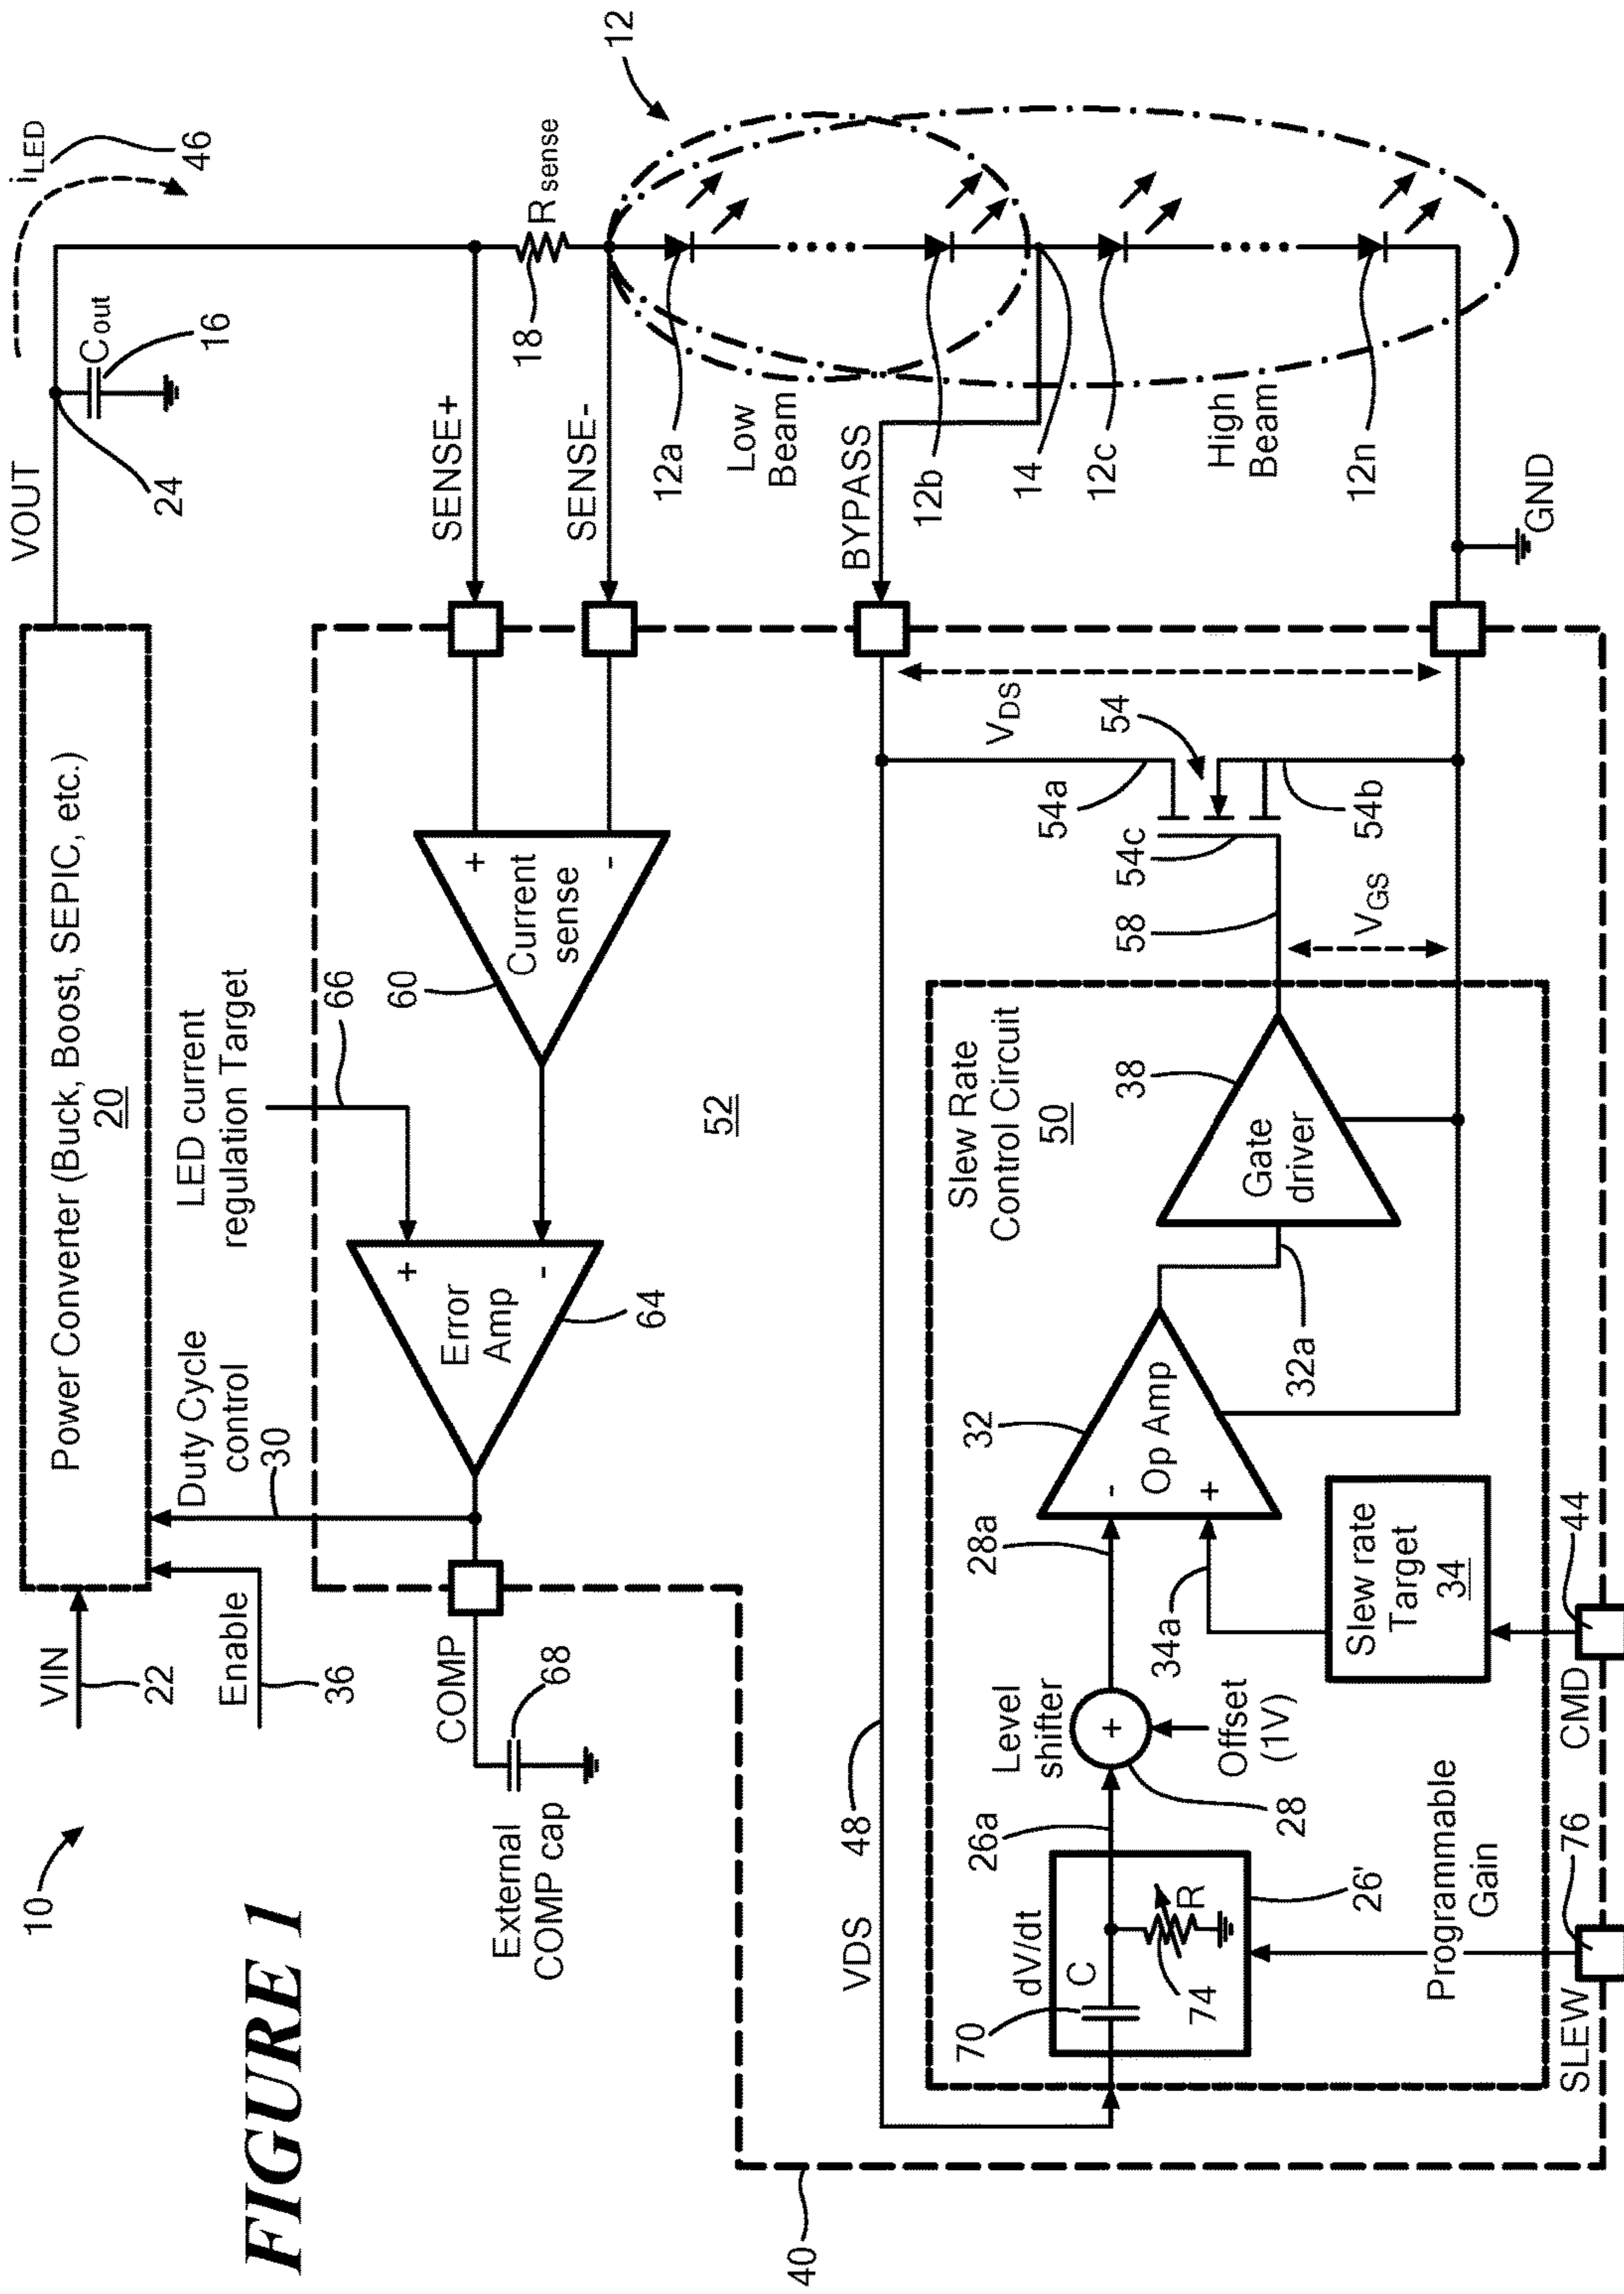 FIGURE 1
10
VIN
22
Enable
36
Power Converter (Buck, Boost, SEPIC, etc.)
20
VOUT
24
Cout
16
iLED
46
Duty Cycle
control
30
LED current
regulation Target
66
COMP
68
External
COMP cap
+
-
Error
Amp
64
60
+
-
Current
sense
52
SENSE+
SENSE-
18
Rsense
12
12a
Low
Beam
BYPASS
12b
14
12c
High
Beam
12n
GND
40
VDS
48
VDS
54
54a
54b
54c
58
VGS
Slew Rate
Control Circuit
50
dV/dt
70
C
R
74
26'
26a
Level
shifter
+
28
Offset
(1V)
28a
34a
32
-
+
Op Amp
32a
38
Gate
driver
Slew rate
Target
34
Programmable
Gain
SLEW
76
CMD
44